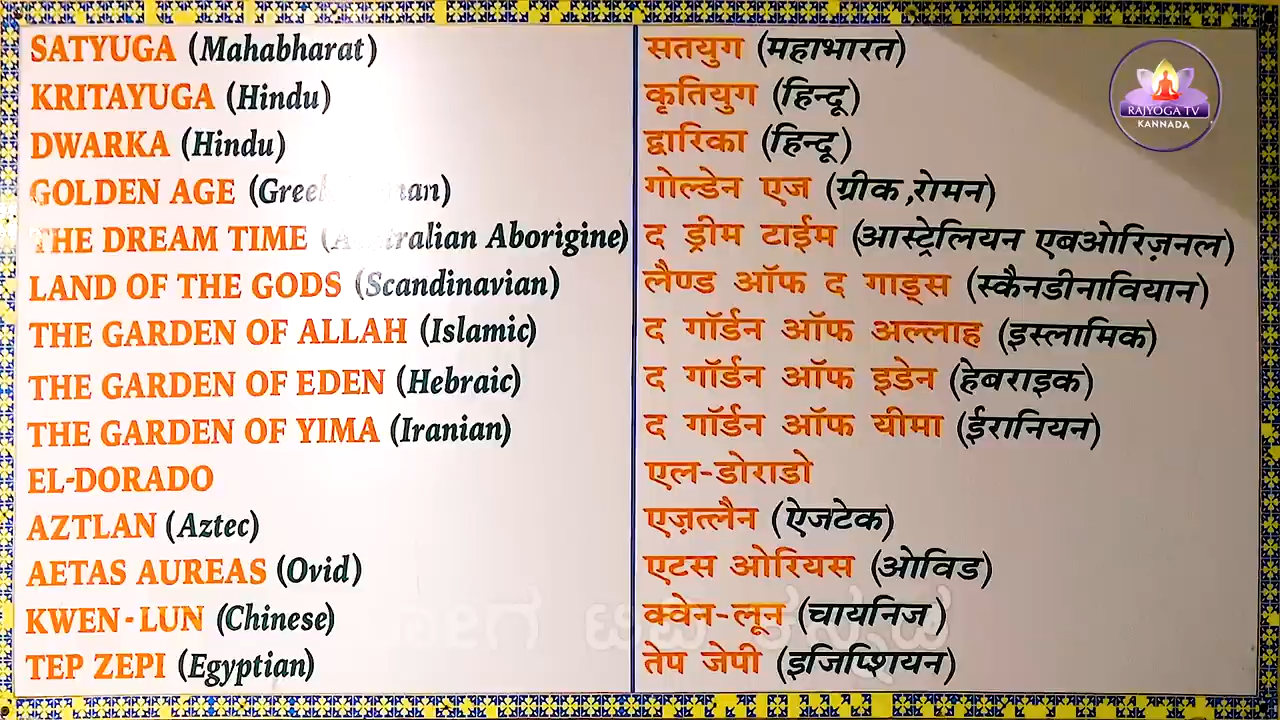 SATYUGA (Mahabharat)
KRITAYUGA (Hindu)
DWARKA (Hindu)
GOLDEN AGE
THE DREAM TIME (Australian Aborigine)
LAND OF THE GODS (Scandinavian)
THE GARDEN OF ALLAH (Islamic)
THE GARDEN OF EDEN (Hebraic)
THE GARDEN OF YIMA (Iranian)
EL-DORADO
AZTLAN (Aztec)
AETAS AUREAS (Ovid)
KWEN-LUN (Chinese)
TEP ZEPI (Egyptian)
सतयुग (महाभारत)
कृतियुग (हिन्दू)
द्वारिका (हिन्दू)
गोल्डेन एज (ग्रीक,रोमन)
द ड्रीम टाईम (आस्ट्रेलियन एबओरिज़नल)
लैण्ड ऑफ द गाड्स (स्कैनडीनावियान)
द गॉर्डन ऑफ अल्लाह (इस्लामिक)
द गॉर्डन ऑफ इडेन (हेबराइक)
द गॉर्डन ऑफ यीमा (ईरानियन)
एल-डोराडो
एज़त्लैन (ऐजटेक)
एटस ओरियस (ओविड)
क्वेन-लून (चायनिज)
तेप जेपी (इजिप्शियन)
RAJYOGA TV
KANNADA